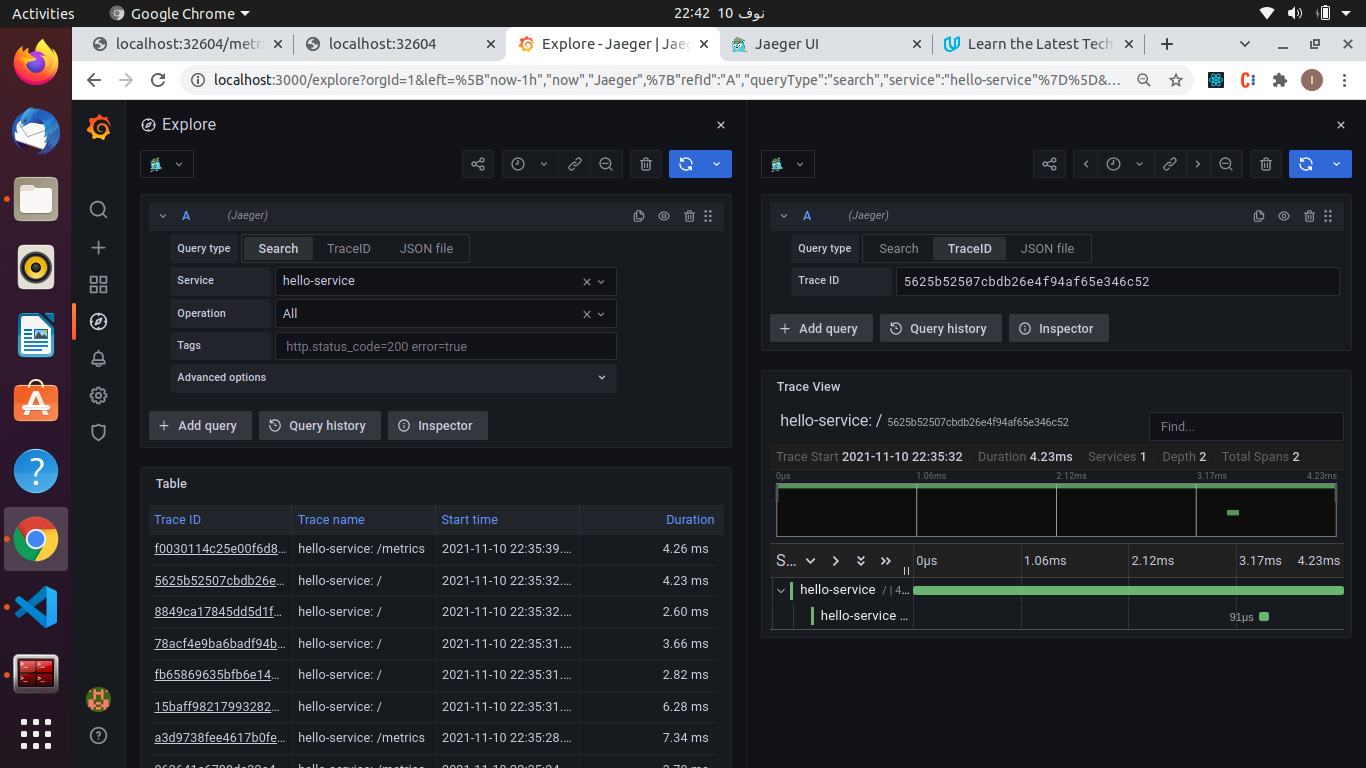 Activities
Google Chrome
22:42 10 نوف
localhost:32604/metri
localhost:32604
Explore - Jaeger | Jaeg
Jaeger UI
Learn the Latest Tech
localhost:3000/explore?orgId=1&left=%5B"now-1h","now","Jaeger",%7B"refId":"A","queryType":"search","service":"hello-service"%7D%5D&...
I
Explore
A (Jaeger)
Query type Search TraceID JSON file
Service hello-service
Operation All
Tags http.status_code=200 error=true
Advanced options
+ Add query Query history Inspector
Table
Trace ID Trace name Start time Duration
f0030114c25e00f6d8... hello-service: /metrics 2021-11-10 22:35:39.... 4.26 ms
5625b52507cbdb26e... hello-service: / 2021-11-10 22:35:32.... 4.23 ms
8849ca17845dd5d1f... hello-service: / 2021-11-10 22:35:32.... 2.60 ms
78acf4e9ba6badf94b... hello-service: / 2021-11-10 22:35:31.... 3.66 ms
fb65869635bfb6e14... hello-service: / 2021-11-10 22:35:31.... 2.82 ms
15baff98217993282... hello-service: / 2021-11-10 22:35:31.... 6.28 ms
a3d9738fee4617b0fe... hello-service: /metrics 2021-11-10 22:35:28.... 7.34 ms
A (Jaeger)
Query type Search TraceID JSON file
Trace ID 5625b52507cbdb26e4f94af65e346c52
+ Add query Query history Inspector
Trace View
hello-service: / 5625b52507cbdb26e4f94af65e346c52
Find...
Trace Start 2021-11-10 22:35:32 Duration 4.23ms Services 1 Depth 2 Total Spans 2
0μs 1.06ms 2.12ms 3.17ms 4.23ms
S... 0μs 1.06ms 2.12ms 3.17ms 4.23ms
hello-service / | 4...
hello-service ... 91μs